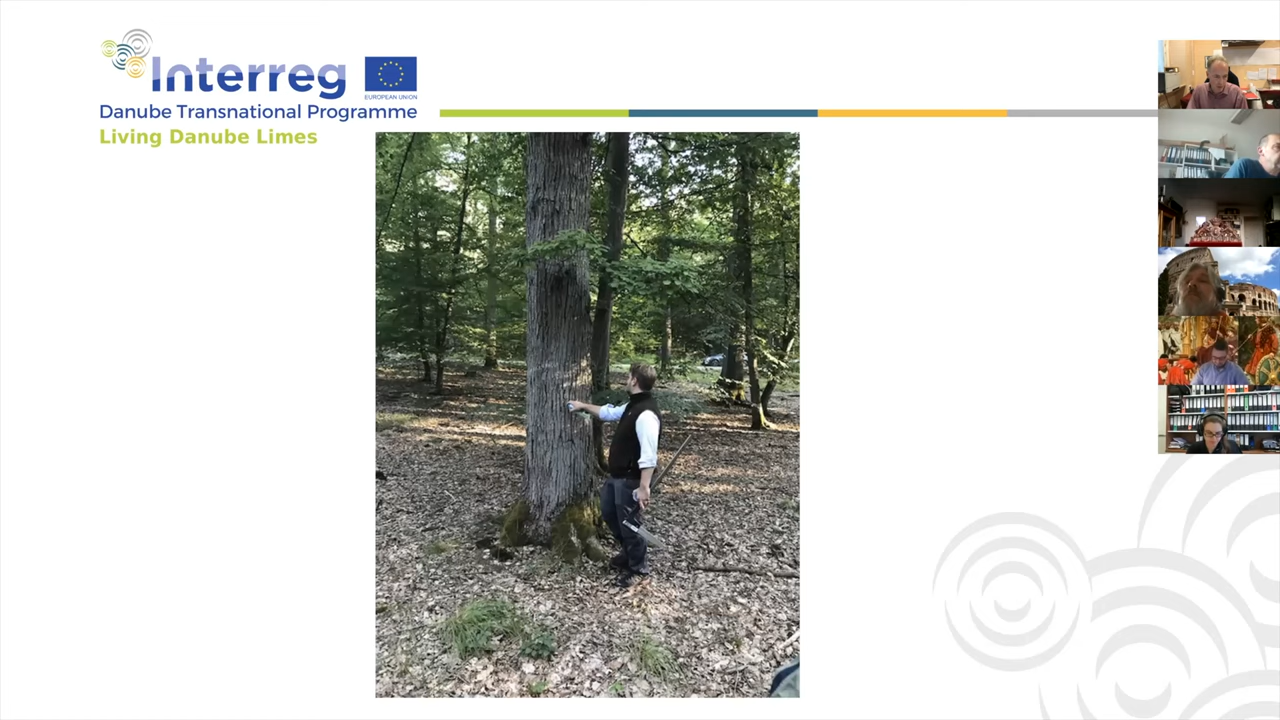 Interreg
EUROPEAN UNION
Danube Transnational Programme
Living Danube Limes